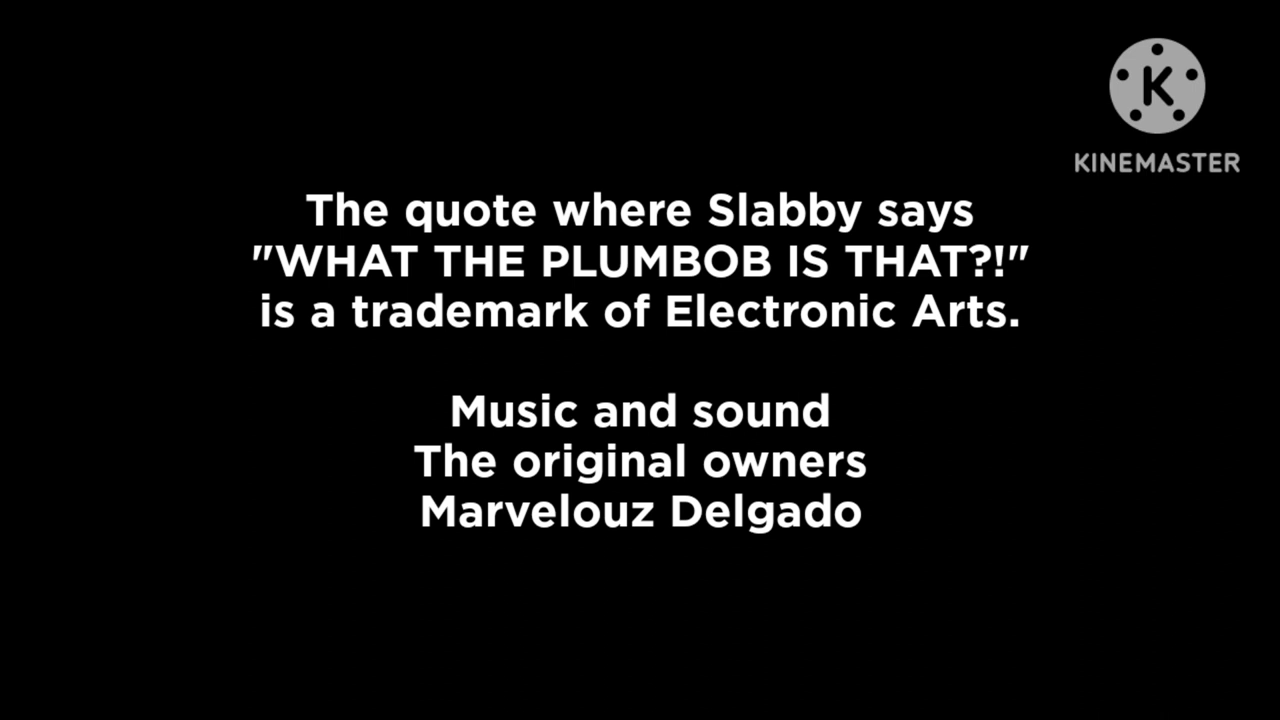 K
KINEMASTER
The quote where Slabby says
"WHAT THE PLUMBOB IS THAT?!"
is a trademark of Electronic Arts.
Music and sound
The original owners
Marvelouz Delgado